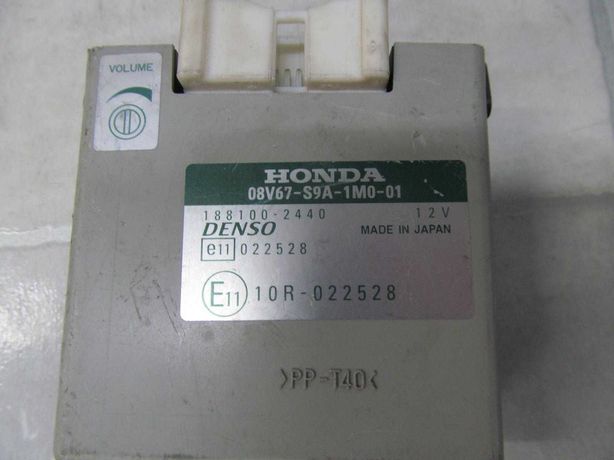 VOLUME
HONDA
08V67-S9A-1M0-01
188100-2440 12V
DENSO MADE IN JAPAN
e11 022528
E11 10R-022528
>PP-T40<